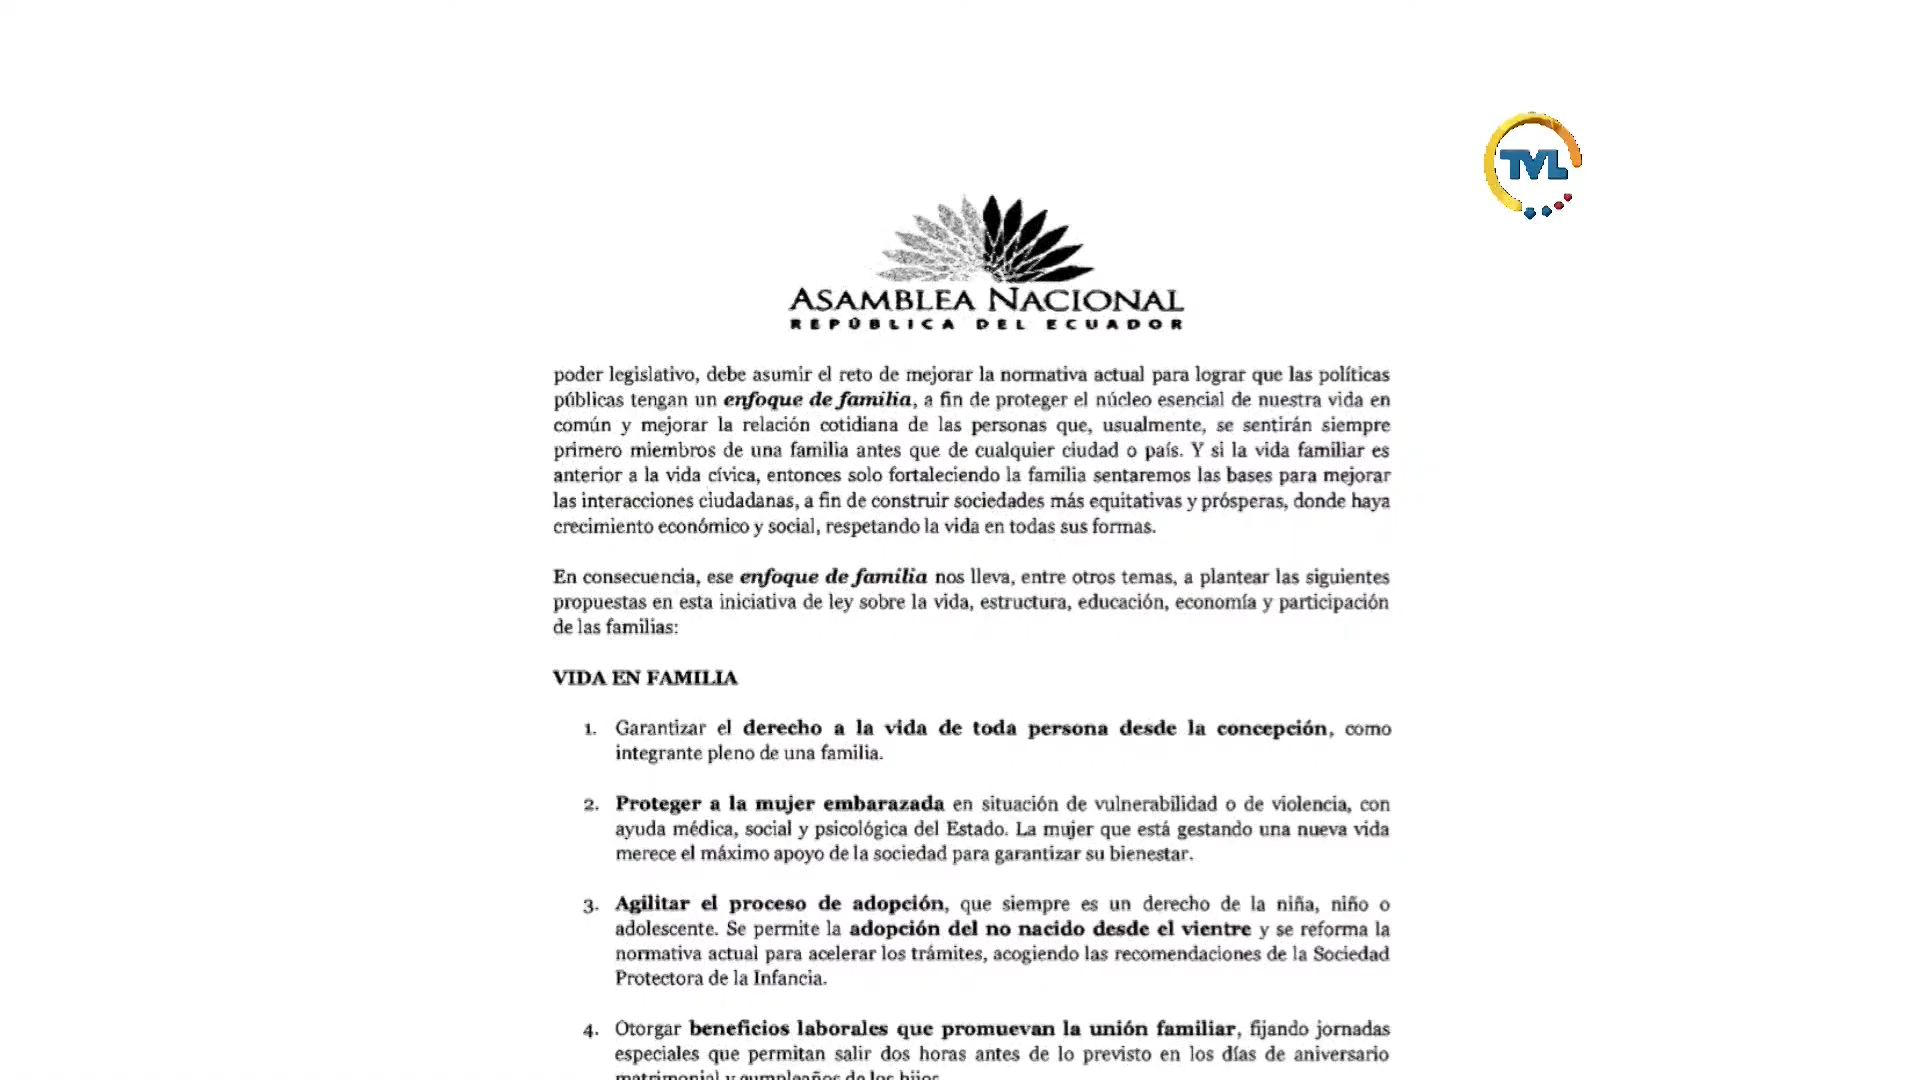 TVL
ASAMBLEA NACIONAL
REPÚBLICA DEL ECUADOR
poder legislativo, debe asumir el reto de mejorar la normativa actual para lograr que las políticas
públicas tengan un enfoque de familia, a fin de proteger el núcleo esencial de nuestra vida en
común y mejorar la relación cotidiana de las personas que, usualmente, se sentirán siempre
primero miembros de una familia antes que de cualquier ciudad o país. Y si la vida familiar es
anterior a la vida cívica, entonces solo fortaleciendo la familia sentaremos las bases para mejorar
las interacciones ciudadanas, a fin de construir sociedades más equitativas y prósperas, donde haya
crecimiento económico y social, respetando la vida en todas sus formas.
En consecuencia, ese enfoque de familia nos lleva, entre otros temas, a plantear las siguientes
propuestas en esta iniciativa de ley sobre la vida, estructura, educación, economía y participación
de las familias:
VIDA EN FAMILIA
1. Garantizar el derecho a la vida de toda persona desde la concepción, como
integrante pleno de una familia.
2. Proteger a la mujer embarazada en situación de vulnerabilidad o de violencia, con
ayuda médica, social y psicológica del Estado. La mujer que está gestando una nueva vida
merece el máximo apoyo de la sociedad para garantizar su bienestar.
3. Agilitar el proceso de adopción, que siempre es un derecho de la niña, niño o
adolescente. Se permite la adopción del no nacido desde el vientre y se reforma la
normativa actual para acelerar los trámites, acogiendo las recomendaciones de la Sociedad
Protectora de la Infancia.
4. Otorgar beneficios laborales que promuevan la unión familiar, fijando jornadas
especiales que permitan salir dos horas antes de lo previsto en los días de aniversario
matrimonial y cumpleaños de los hijos.